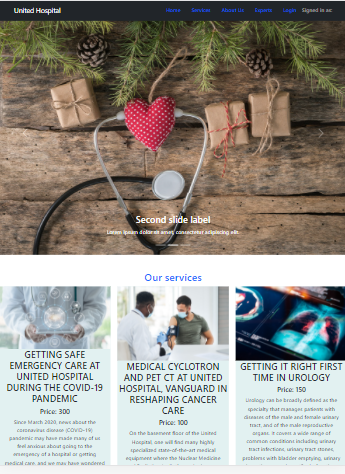 United Hospital
Home Services About Us Experts Login Signed in as:
Second slide label
Lorem ipsum dolor sit amet, consectetur adipiscing elit.
Our services
GETTING SAFE
EMERGENCY CARE AT
UNITED HOSPITAL
DURING THE COVID-19
PANDEMIC
Price: 300
Since March 2020, news about the
coronavirus disease (COVID-19)
pandemic may have made many of us
feel anxious about going to the
emergency of a hospital or getting
medical care, and we may have wondered
MEDICAL CYCLOTRON
AND PET CT AT UNITED
HOSPITAL, VANGUARD IN
RESHAPING CANCER
CARE
Price: 100
On the basement floor of the United
Hospital, one will find many highly
specialized state-of-the-art medical
equipment where the Nuclear Medicine
GETTING IT RIGHT FIRST
TIME IN UROLOGY
Price: 150
Urology can be broadly defined as the
specialty that manages patients with
diseases of the male and female urinary
tract, and of the male reproductive
organs. It covers a wide range of
common conditions including urinary
tract infections, urinary tract stones,
problems with bladder emptying, urinary